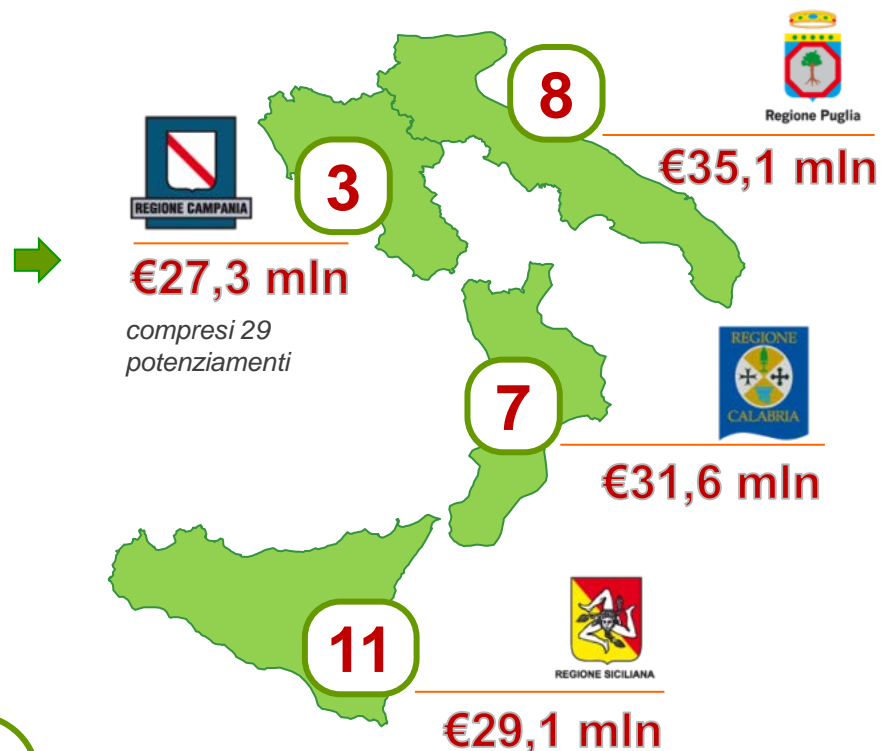 8
Regione Puglia
€35,1 mln
3
REGIONE CAMPANIA
€27,3 mln
compresi 29
potenziamenti
REGIONE
CALABRIA
7
€31,6 mln
11
REGIONE SICILIANA
€29,1 mln